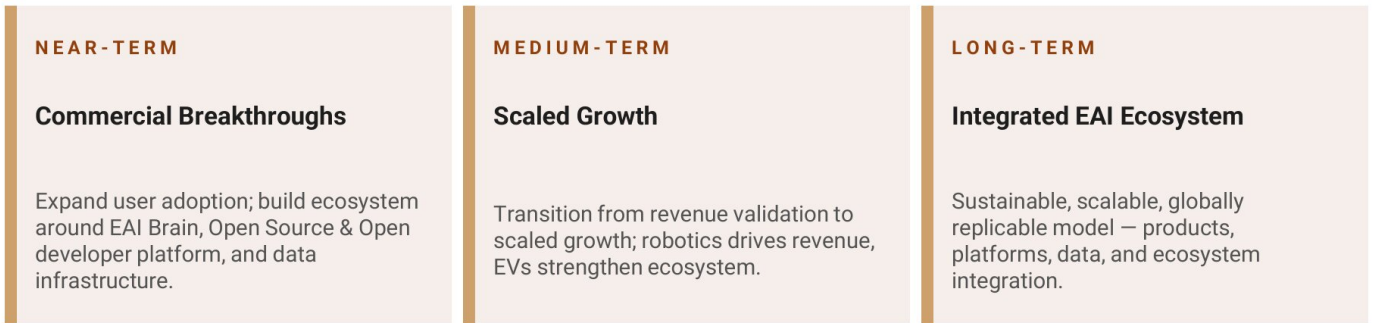 NEAR-TERM
Commercial Breakthroughs
Expand user adoption; build ecosystem
around EAI Brain, Open Source & Open
developer platform, and data
infrastructure.
MEDIUM-TERM
Scaled Growth
Transition from revenue validation to
scaled growth; robotics drives revenue,
EVs strengthen ecosystem.
LONG-TERM
Integrated EAI Ecosystem
Sustainable, scalable, globally
replicable model — products,
platforms, data, and ecosystem
integration.